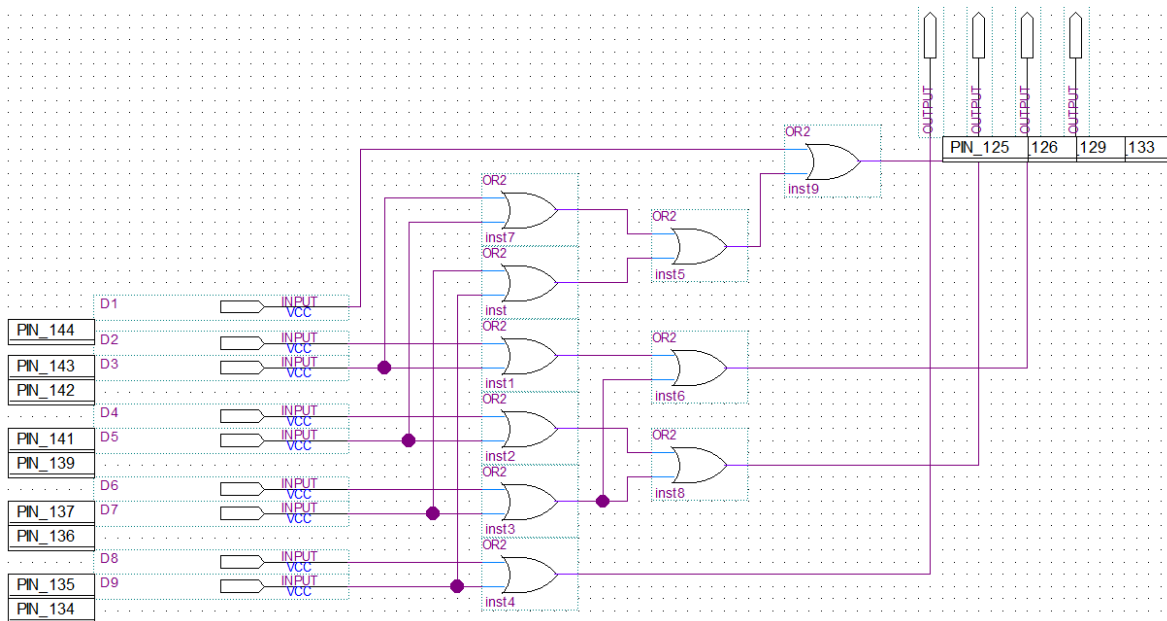 OUTPUT
OUTPUT
OUTPUT
OUTPUT
PIN_125 126 129 133
OR2
inst9
OR2
inst7
OR2
inst5
OR2
inst
D1 INPUT
VCC
PIN_144
D2 INPUT
VCC
OR2
inst1
PIN_143
D3 INPUT
VCC
PIN_142
OR2
inst6
D4 INPUT
VCC
OR2
inst2
PIN_141
D5 INPUT
VCC
PIN_139
OR2
inst8
D6 INPUT
VCC
OR2
inst3
PIN_137
D7 INPUT
VCC
PIN_136
D8 INPUT
VCC
OR2
inst4
PIN_135
D9 INPUT
VCC
PIN_134